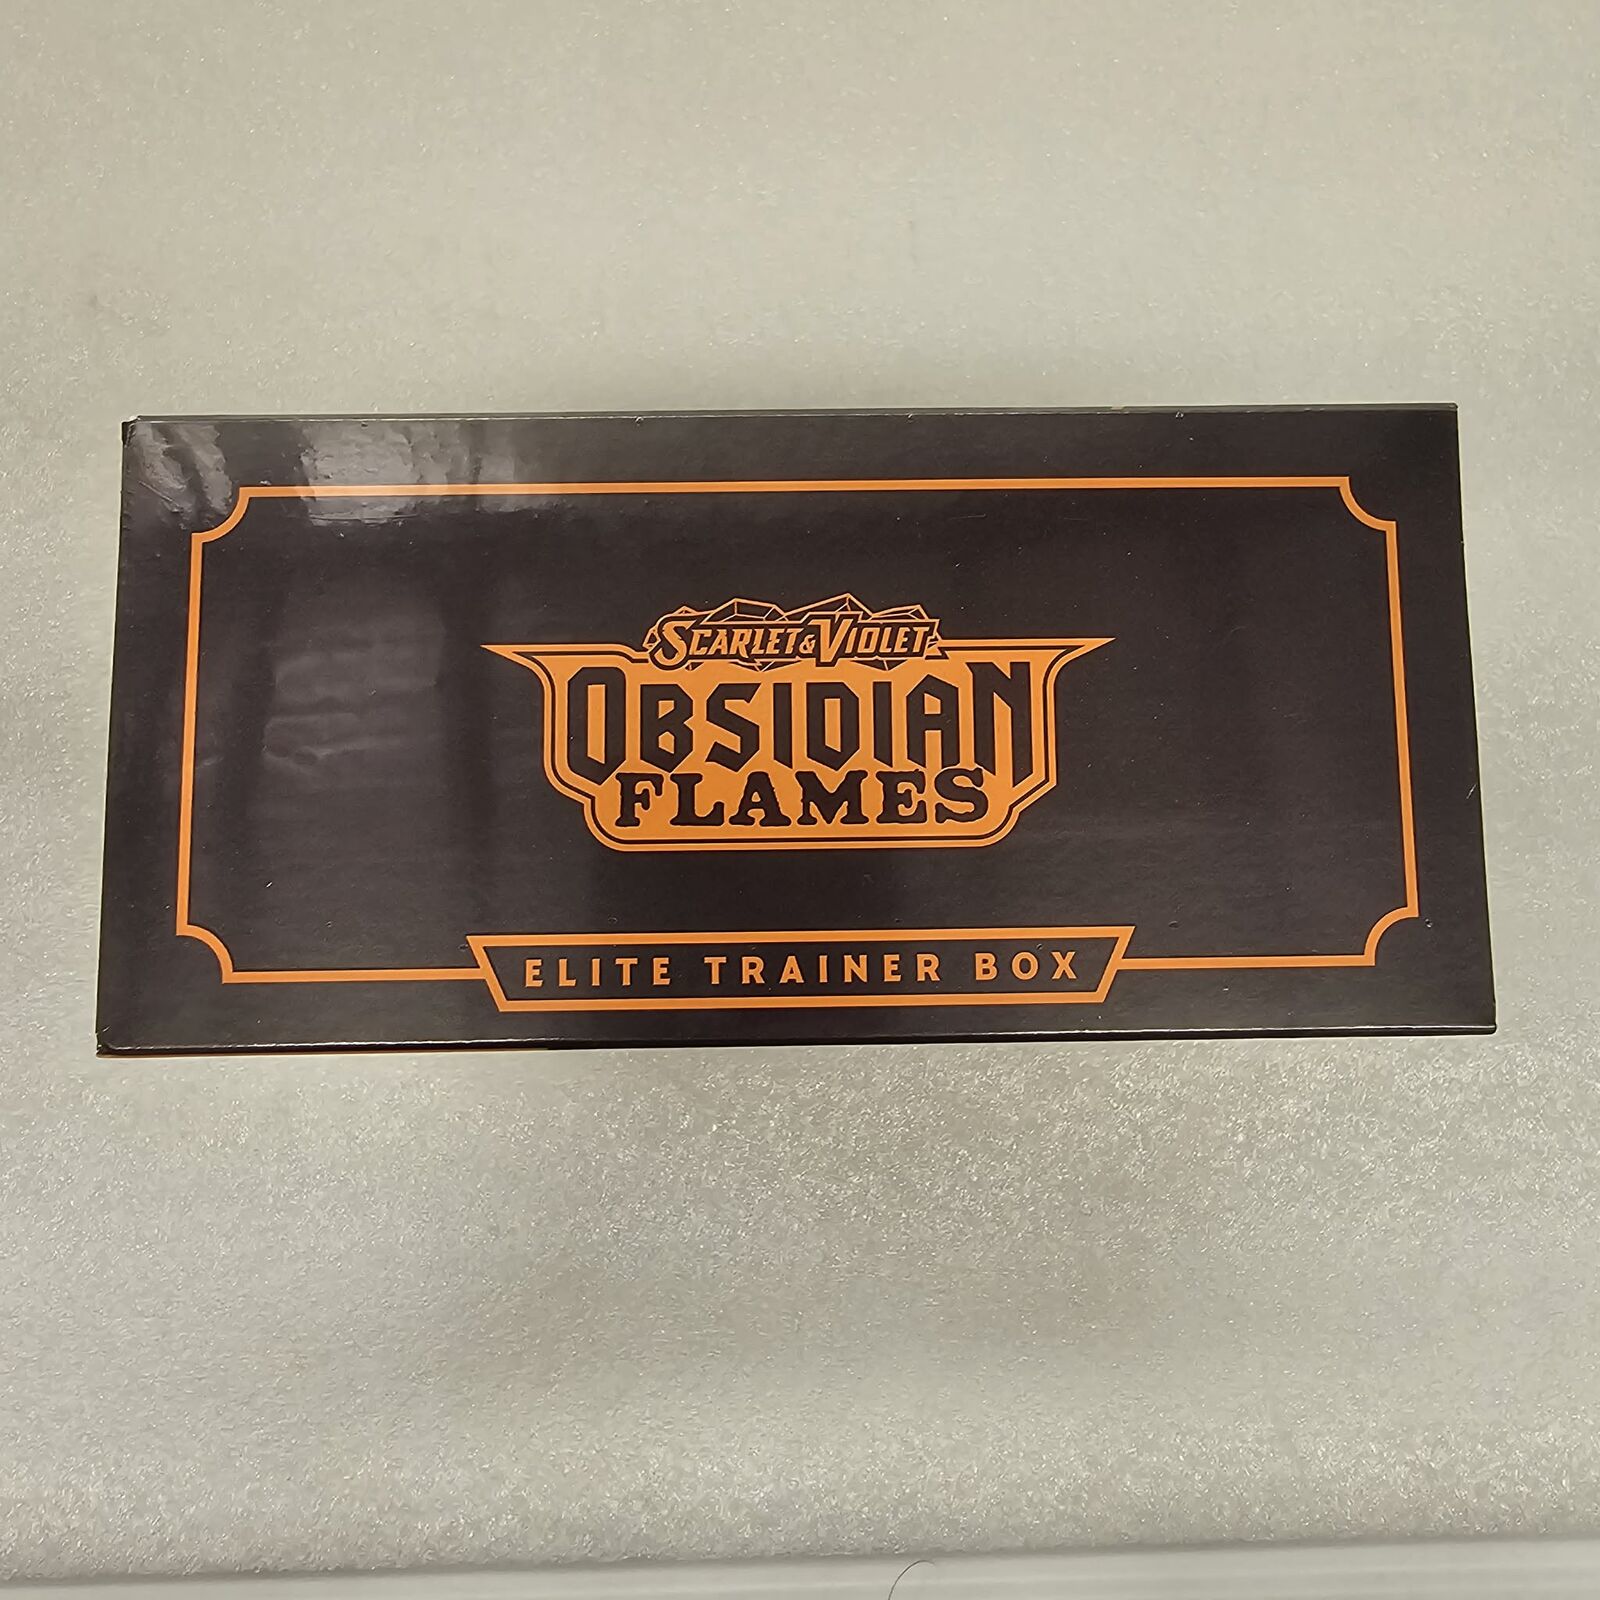 SCARLET & VIOLET
OBSIDIAN
FLAMES
ELITE TRAINER BOX